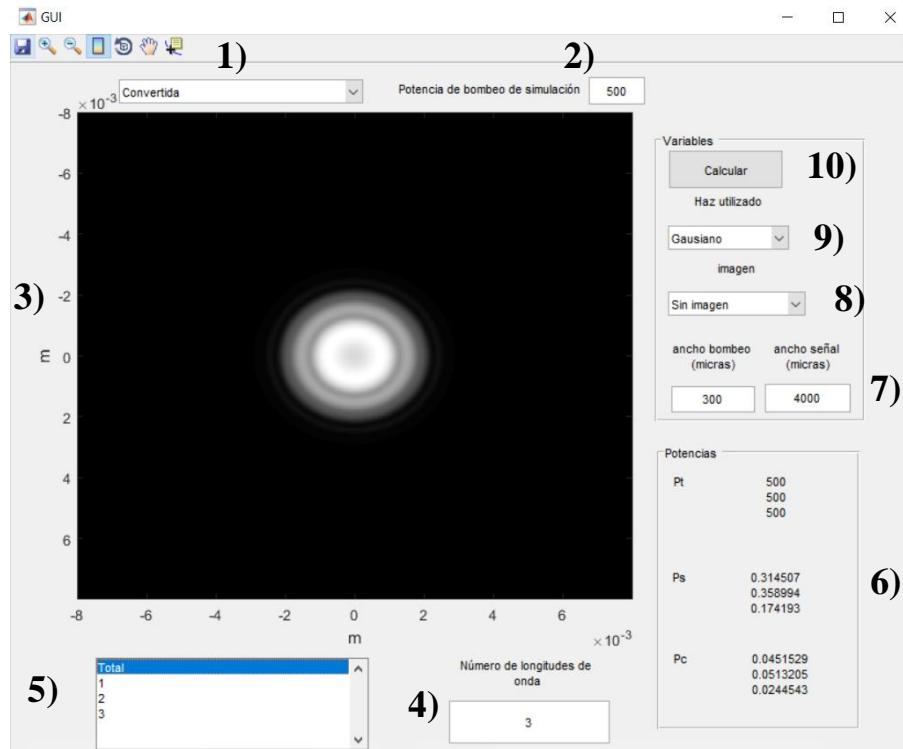 GUI
1)
2)
Convertida
Potencia de bombeo de simulación
500
×10-3
-8
-6
-4
-2
0
2
4
6
m
3)
-8
-6
-4
-2
0
2
4
6
m
×10-3
Variables
Calcular
10)
Haz utilizado
Gausiano
9)
imagen
Sin imagen
8)
ancho bombeo
(micras)
ancho señal
(micras)
300
4000
7)
Potencias
Pt
500
500
500
Ps
0.314507
0.358994
0.174193
6)
Pc
0.0451529
0.0513205
0.0244543
5)
Total
1
2
3
4)
Número de longitudes de
onda
3